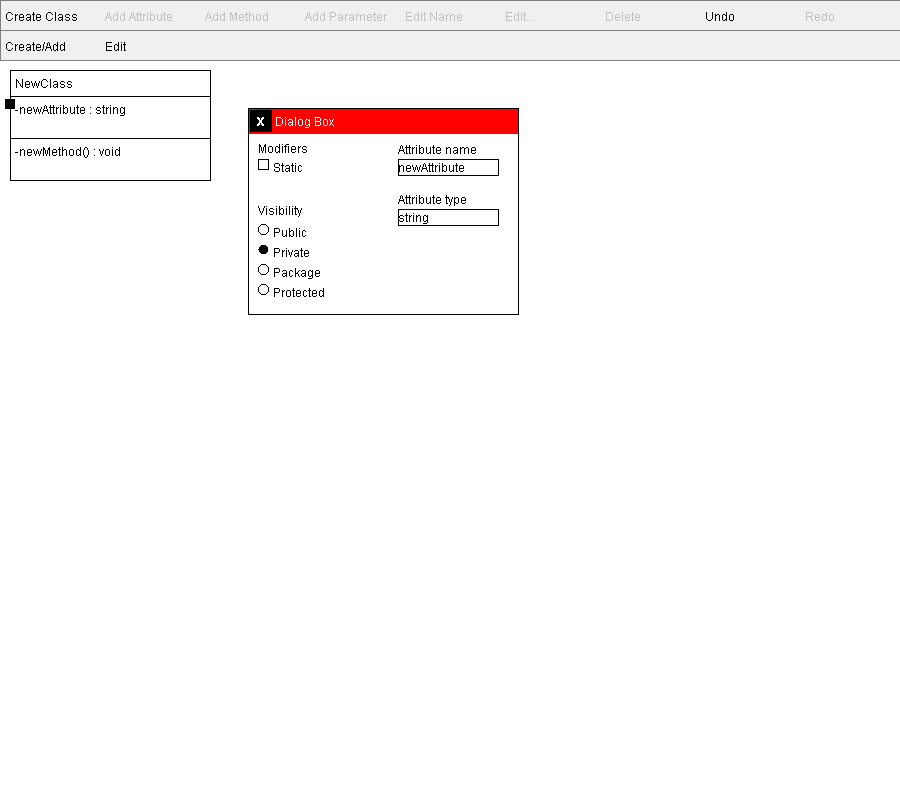 Create Class Add Attribute Add Method Add Parameter Edit Name Edit... Delete Undo Redo
Create/Add Edit
NewClass
-newAttribute : string
-newMethod() : void
X Dialog Box
Modifiers
Static
Visibility
Public
Private
Package
Protected
Attribute name
newAttribute
Attribute type
string